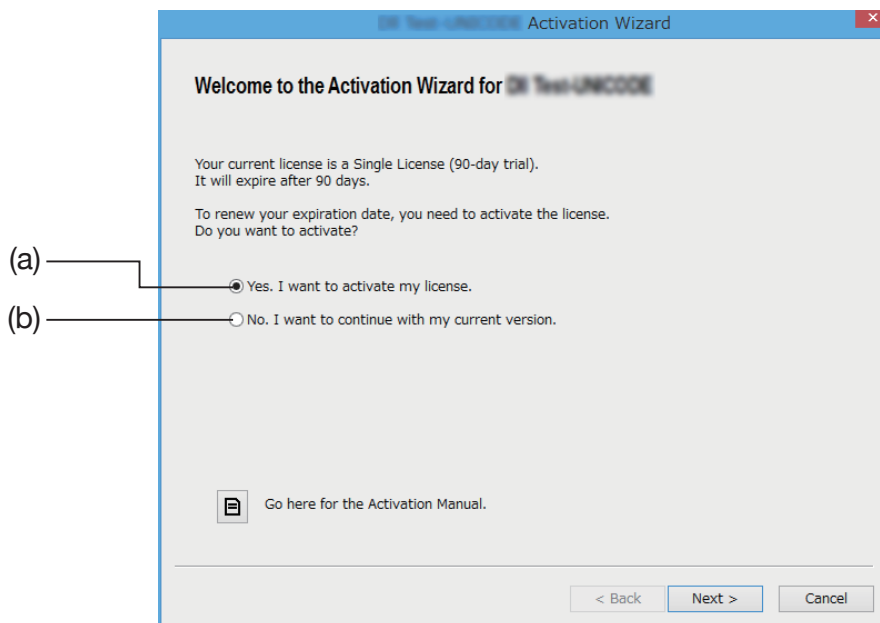 Activation Wizard
Welcome to the Activation Wizard for
Your current license is a Single License (90-day trial).
It will expire after 90 days.
To renew your expiration date, you need to activate the license.
Do you want to activate?
(a)
Yes. I want to activate my license.
(b)
No. I want to continue with my current version.
Go here for the Activation Manual.
< Back Next > Cancel